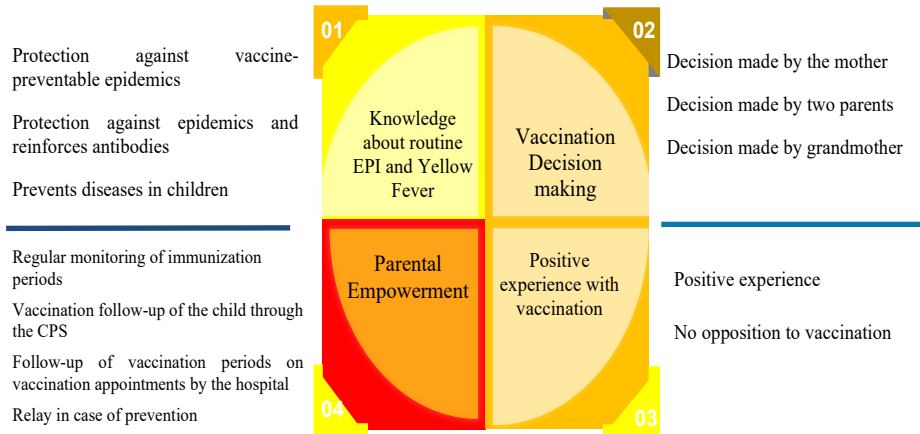 01
Protection against vaccine-
preventable epidemics
Protection against epidemics and
reinforces antibodies
Prevents diseases in children
Knowledge
about routine
EPI and Yellow
Fever
02
Vaccination
Decision
making
Decision made by the mother
Decision made by two parents
Decision made by grandmother
Regular monitoring of immunization
periods
Vaccination follow-up of the child through
the CPS
Follow-up of vaccination periods on
vaccination appointments by the hospital
Relay in case of prevention
04
Parental
Empowerment
Positive
experience with
vaccination
03
Positive experience
No opposition to vaccination